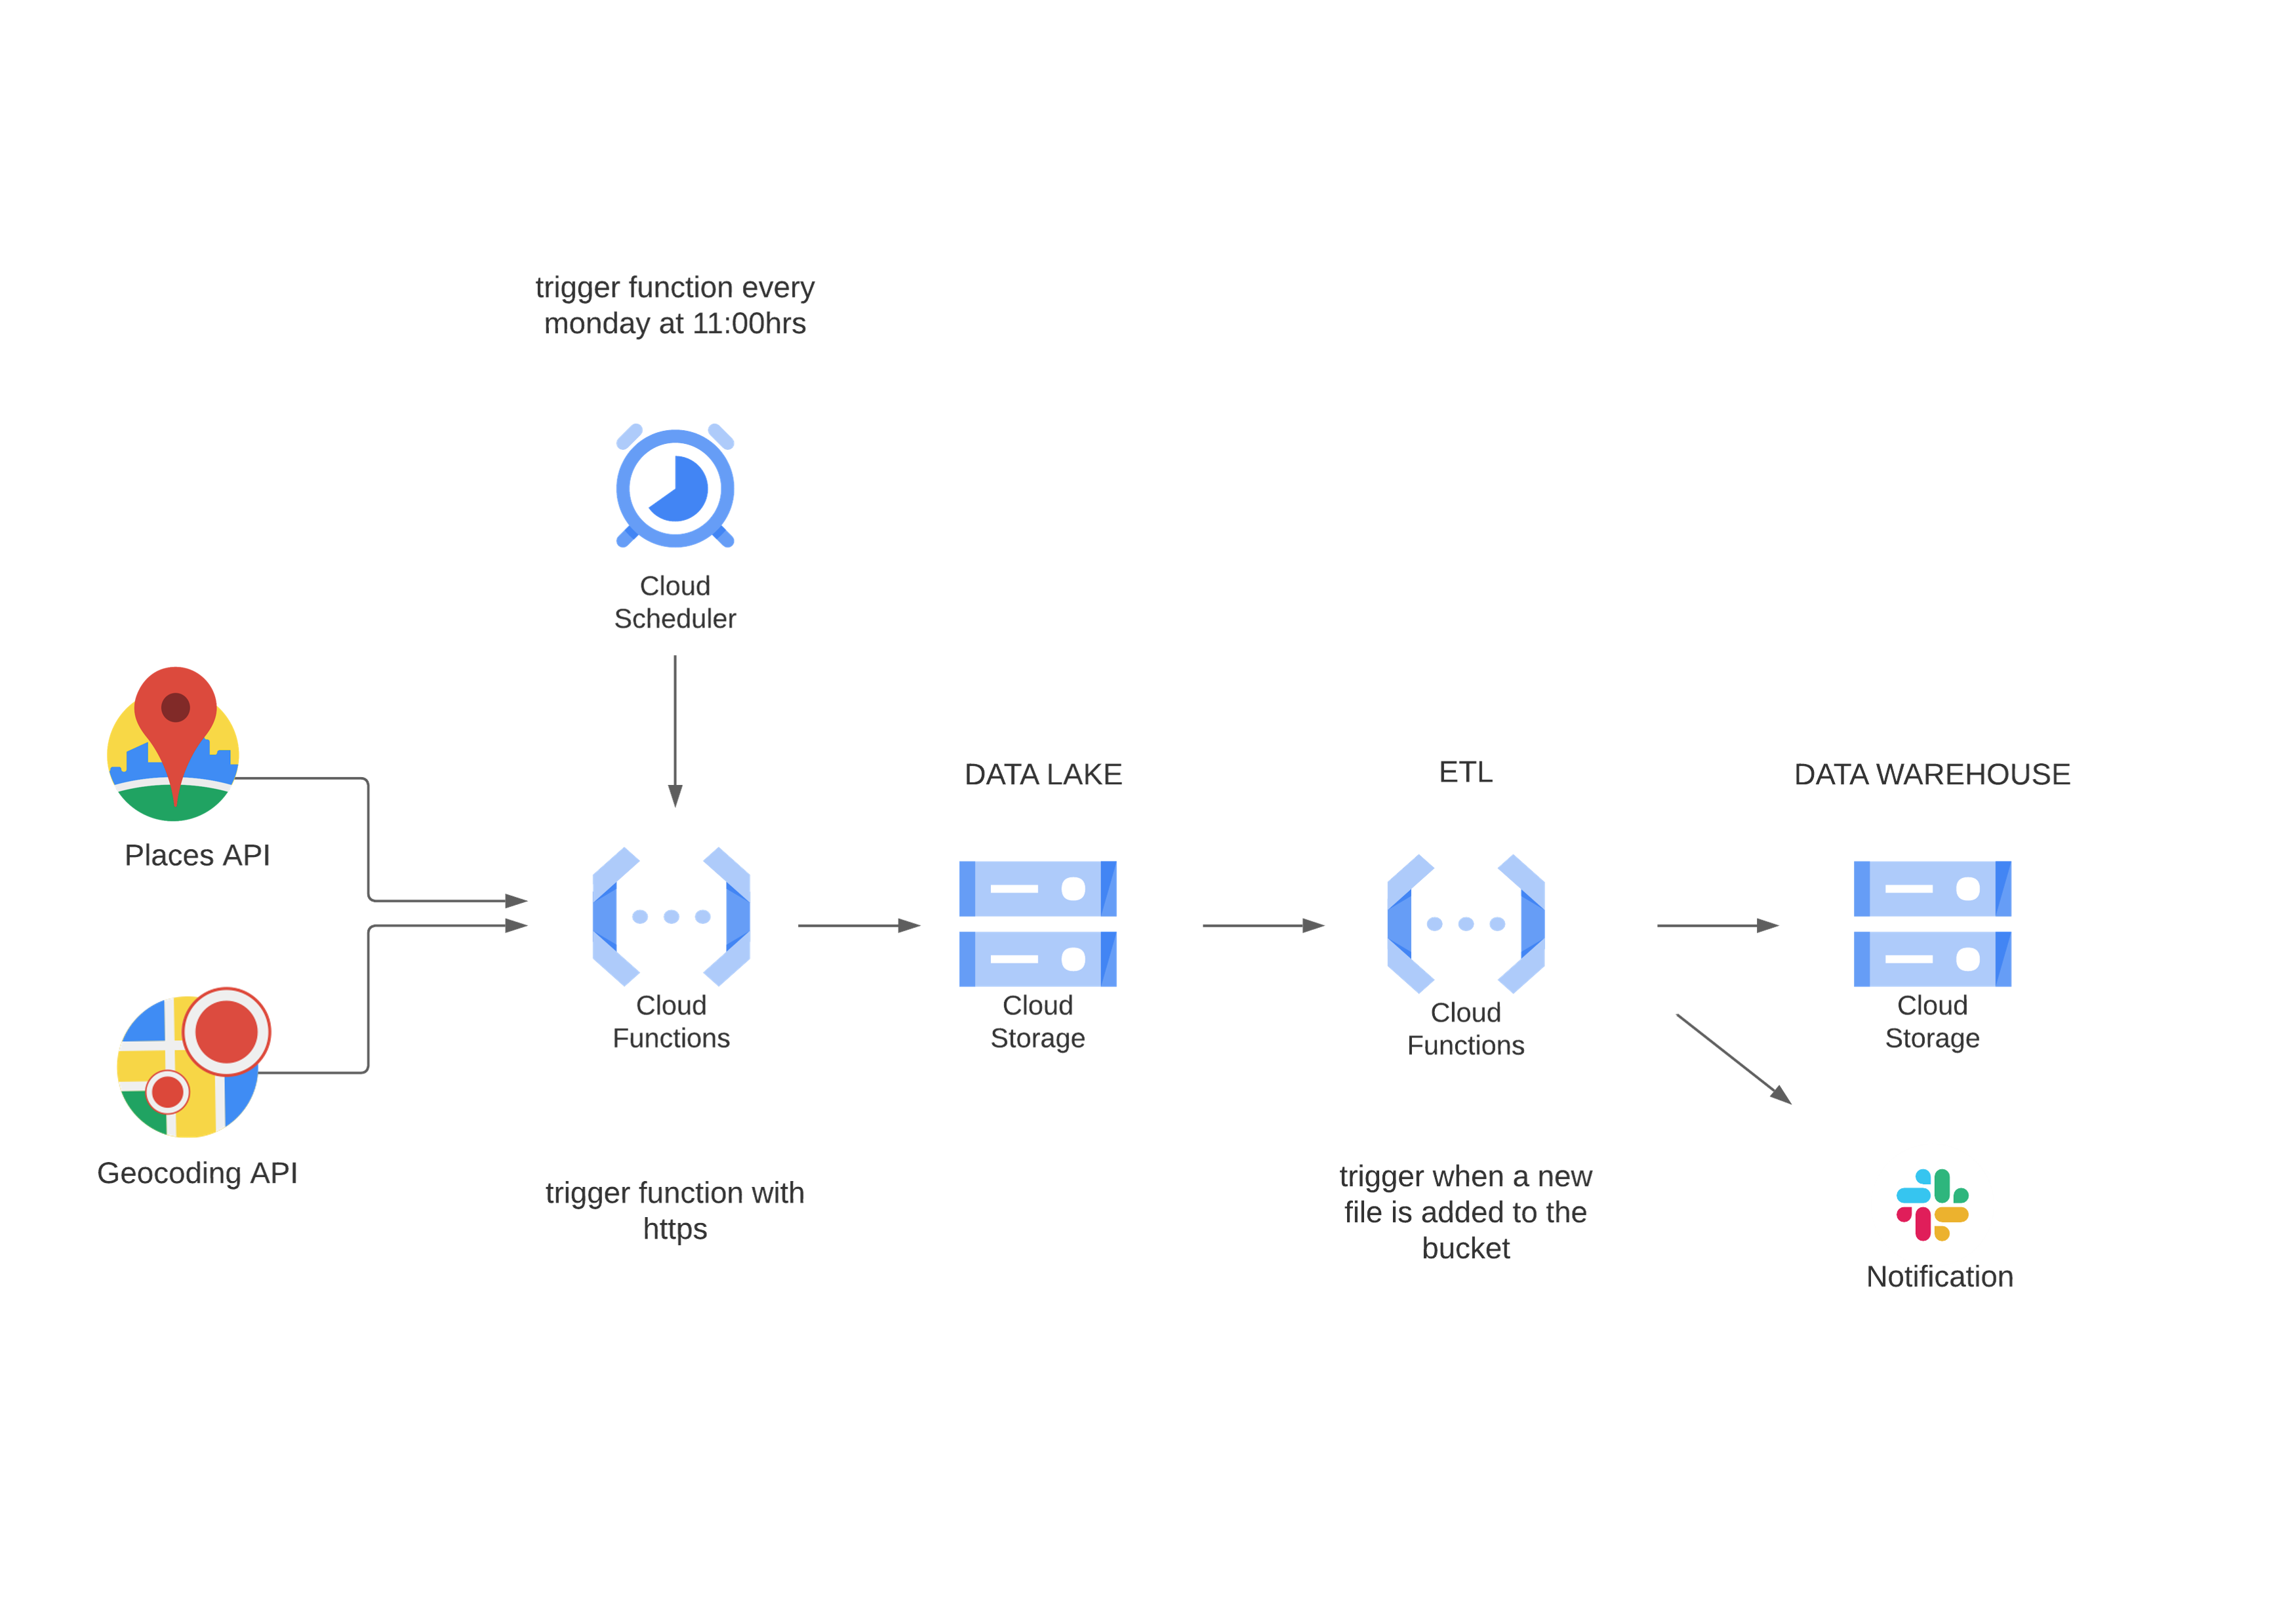 trigger function every
monday at 11:00hrs
Cloud
Scheduler
Places API
Geocoding API
Cloud
Functions
trigger function with
https
DATA LAKE
Cloud
Storage
ETL
Cloud
Functions
trigger when a new
file is added to the
bucket
DATA WAREHOUSE
Cloud
Storage
Notification